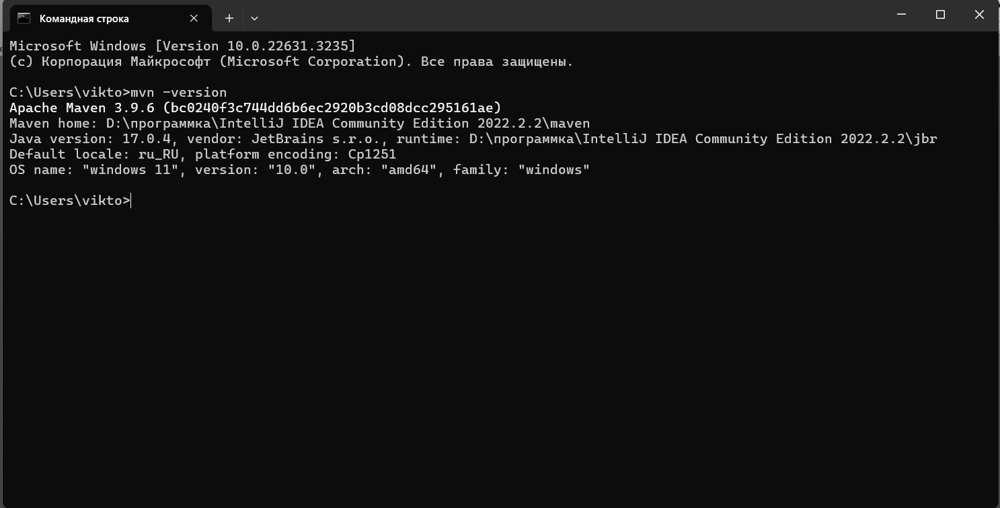 Командная строка
Microsoft Windows [Version 10.0.22631.3235]
(c) Корпорация Майкрософт (Microsoft Corporation). Все права защищены.
C:\Users\vikto>mvn -version
Apache Maven 3.9.6 (bc0240f3c744dd6b6ec2920b3cd08dcc295161ae)
Maven home: D:\программка\IntelliJ IDEA Community Edition 2022.2.2\maven
Java version: 17.0.4, vendor: JetBrains s.r.o., runtime: D:\программка\IntelliJ IDEA Community Edition 2022.2.2\jbr
Default locale: ru_RU, platform encoding: Cp1251
OS name: "windows 11", version: "10.0", arch: "amd64", family: "windows"
C:\Users\vikto>